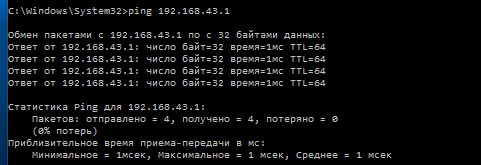 C:\Windows\System32>ping 192.168.43.1
Обмен пакетами с 192.168.43.1 по с 32 байтами данных:
Ответ от 192.168.43.1: число байт=32 время=1мс TTL=64
Ответ от 192.168.43.1: число байт=32 время=1мс TTL=64
Ответ от 192.168.43.1: число байт=32 время=1мс TTL=64
Ответ от 192.168.43.1: число байт=32 время=1мс TTL=64
Статистика Ping для 192.168.43.1:
Пакетов: отправлено = 4, получено = 4, потеряно = 0
(0% потерь)
Приблизительное время приема-передачи в мс:
Минимальное = 1мсек, Максимальное = 1 мсек, Среднее = 1 мсек